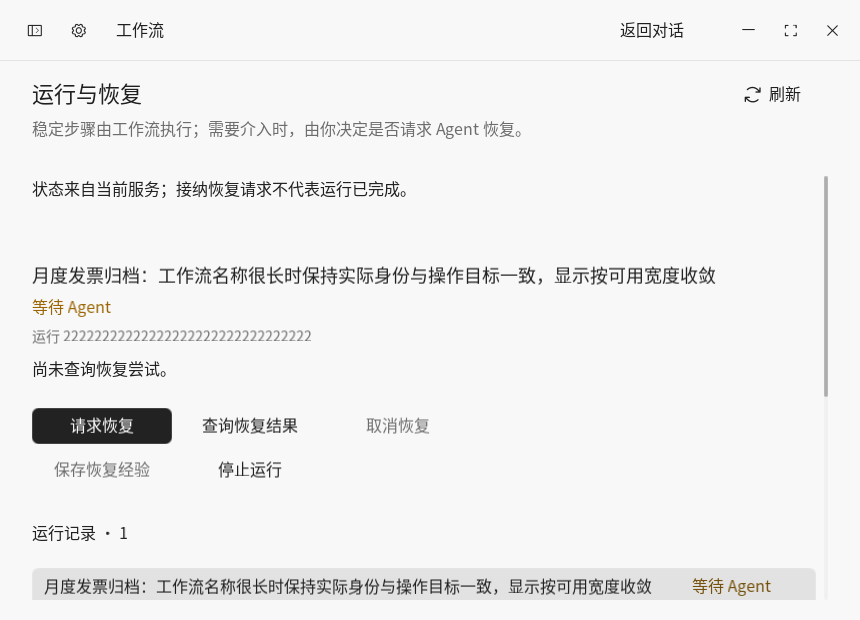 工作流
返回对话
运行与恢复
刷新
稳定步骤由工作流执行；需要介入时，由你决定是否请求 Agent 恢复。
状态来自当前服务；接纳恢复请求不代表运行已完成。
月度发票归档：工作流名称很长时保持实际身份与操作目标一致，显示按可用宽度收敛
等待 Agent
运行 22222222222222222222222222222222
尚未查询恢复尝试。
请求恢复
查询恢复结果
取消恢复
保存恢复经验
停止运行
运行记录 · 1
月度发票归档：工作流名称很长时保持实际身份与操作目标一致，显示按可用宽度收敛
等待 Agent